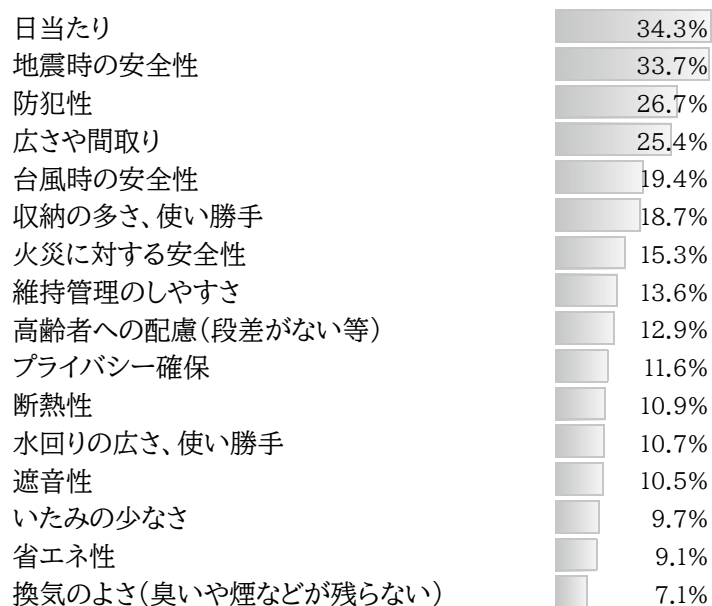 日当たり 34.3%
地震時の安全性 33.7%
防犯性 26.7%
広さや間取り 25.4%
台風時の安全性 19.4%
収納の多さ、使い勝手 18.7%
火災に対する安全性 15.3%
維持管理のしやすさ 13.6%
高齢者への配慮（段差がない等） 12.9%
プライバシー確保 11.6%
断熱性 10.9%
水回りの広さ、使い勝手 10.7%
遮音性 10.5%
いたみの少なさ 9.7%
省エネ性 9.1%
換気のよさ（臭いや煙などが残らない） 7.1%